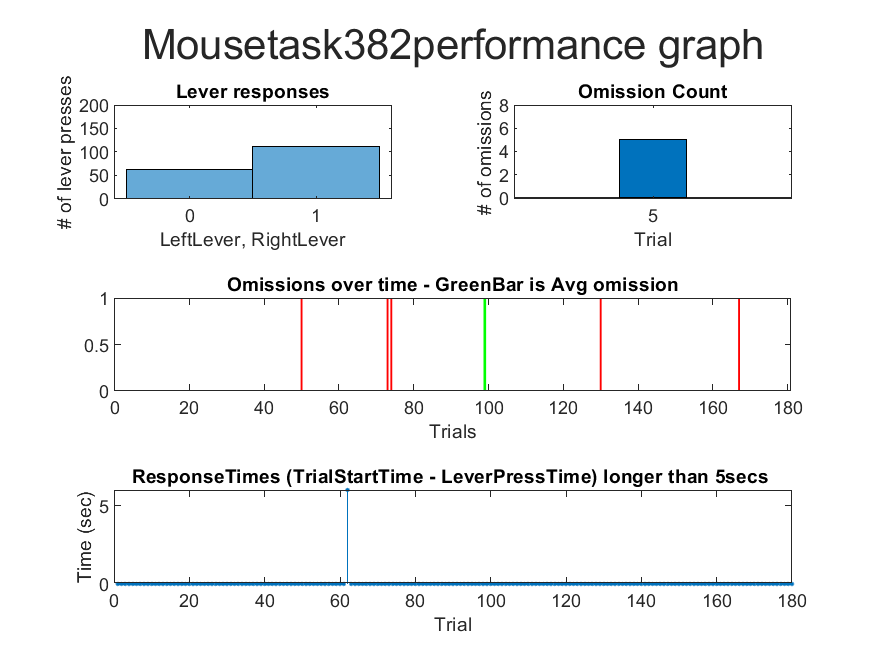 Mousetask382performance graph
Lever responses
# of lever presses
200
150
100
50
0
0 1
LeftLever, RightLever
Omission Count
# of omissions
8
6
4
2
0
5
Trial
Omissions over time - GreenBar is Avg omission
1
0.5
0
0 20 40 60 80 100 120 140 160 180
Trials
ResponseTimes (TrialStartTime - LeverPressTime) longer than 5secs
Time (sec)
5
0
0 20 40 60 80 100 120 140 160 180
Trial